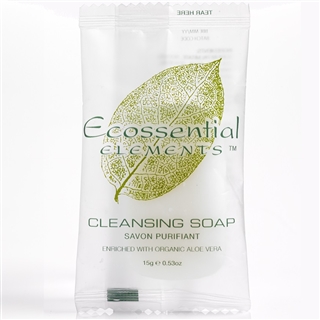 TEAR HERE
Ecossential
ELEMENTS™
CLEANSING SOAP
SAVON PURIFIANT
ENRICHED WITH ORGANIC ALOE VERA
15g e 0.53oz